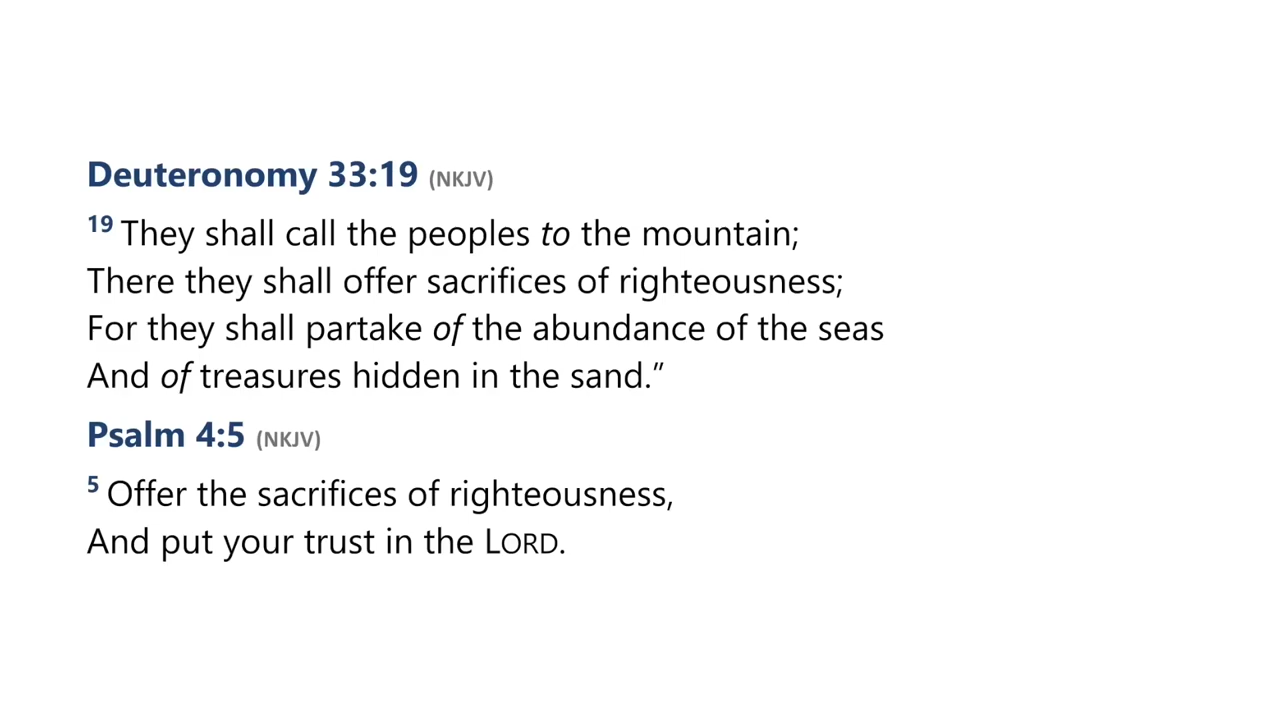 Deuteronomy 33:19 (NKJV)
19 They shall call the peoples to the mountain;
There they shall offer sacrifices of righteousness;
For they shall partake of the abundance of the seas
And of treasures hidden in the sand.”
Psalm 4:5 (NKJV)
5 Offer the sacrifices of righteousness,
And put your trust in the LORD.